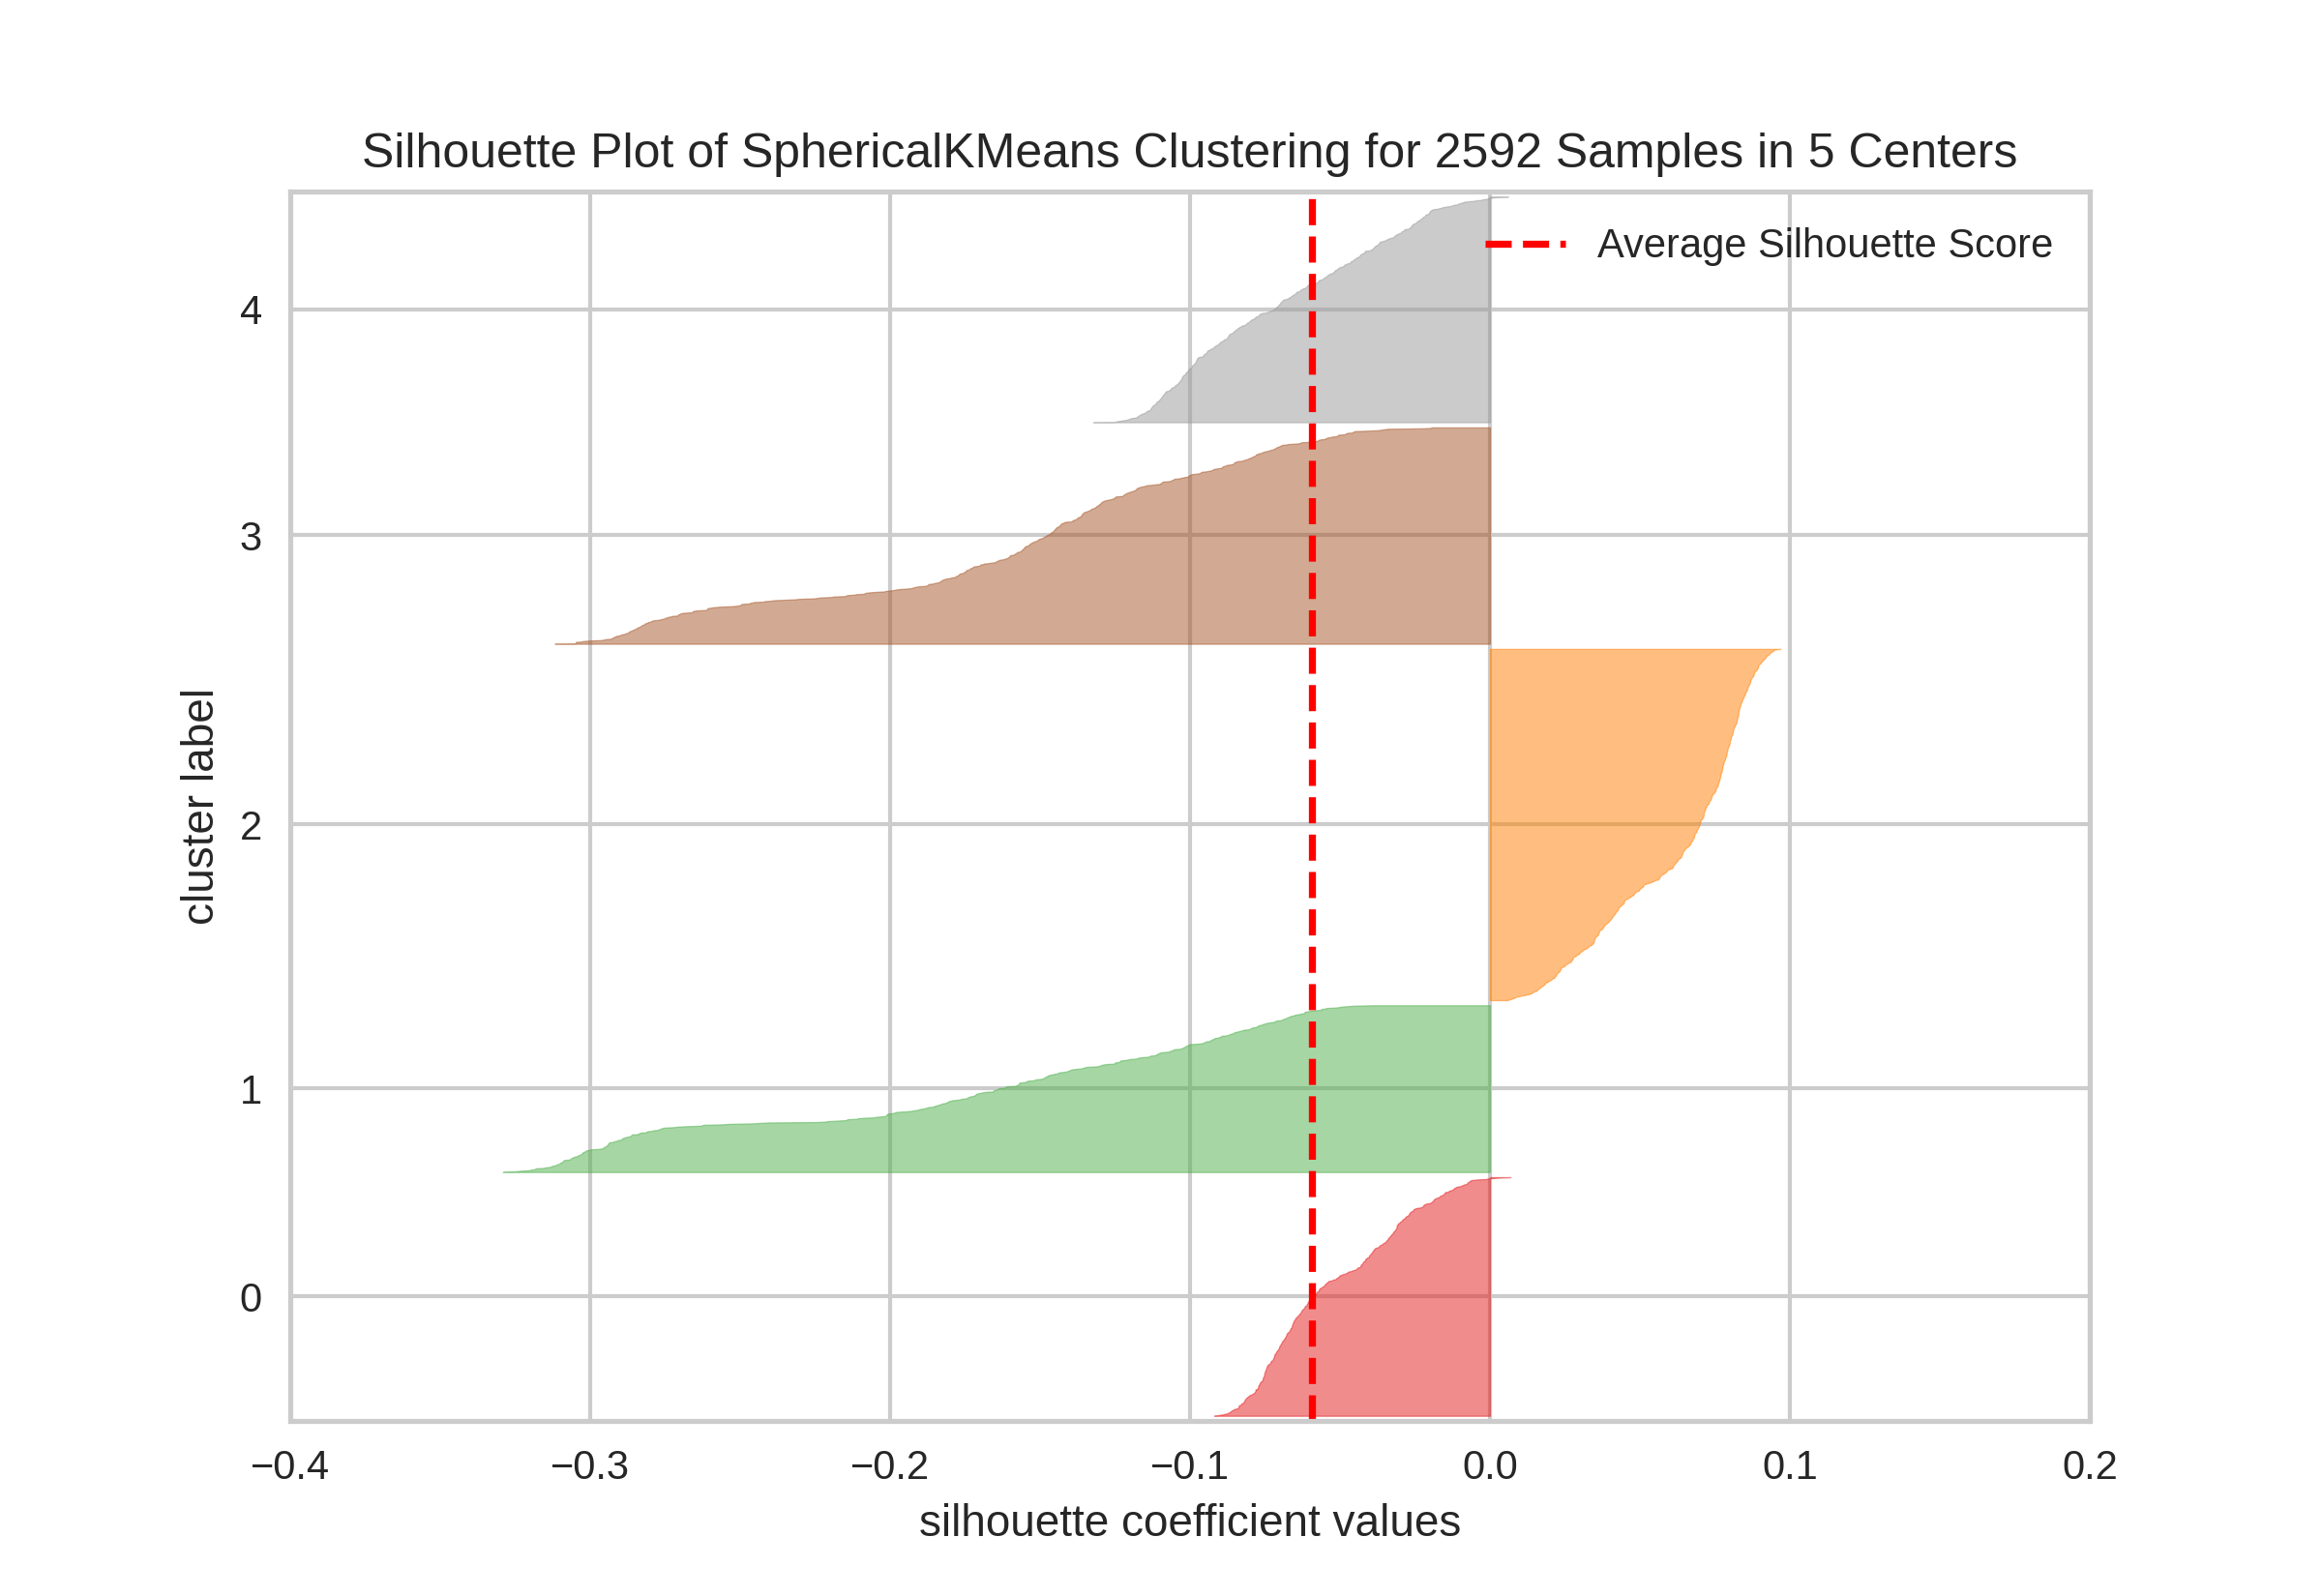 Silhouette Plot of SphericalKMeans Clustering for 2592 Samples in 5 Centers
Average Silhouette Score
4
3
2
1
0
cluster label
−0.4 −0.3 −0.2 −0.1 0.0 0.1 0.2
silhouette coefficient values